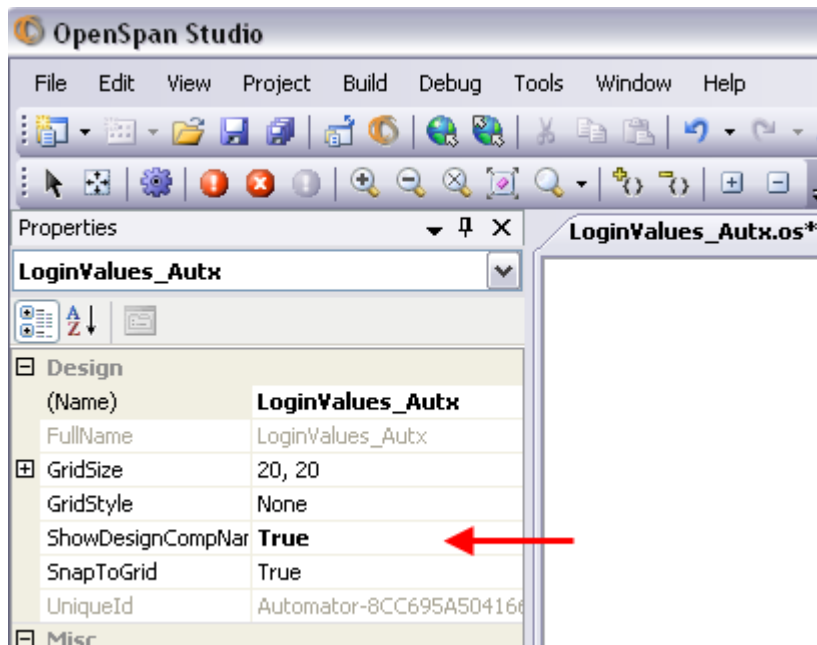 OpenSpan Studio
File Edit View Project Build Debug Tools Window Help
Properties
LoginValues_Autx.os*
LoginValues_Autx
A Z
Design
(Name) LoginValues_Autx
FullName LoginValues_Autx
GridSize 20, 20
GridStyle None
ShowDesignCompNar True
SnapToGrid True
UniqueId Automator-8CC695A504166
Misc